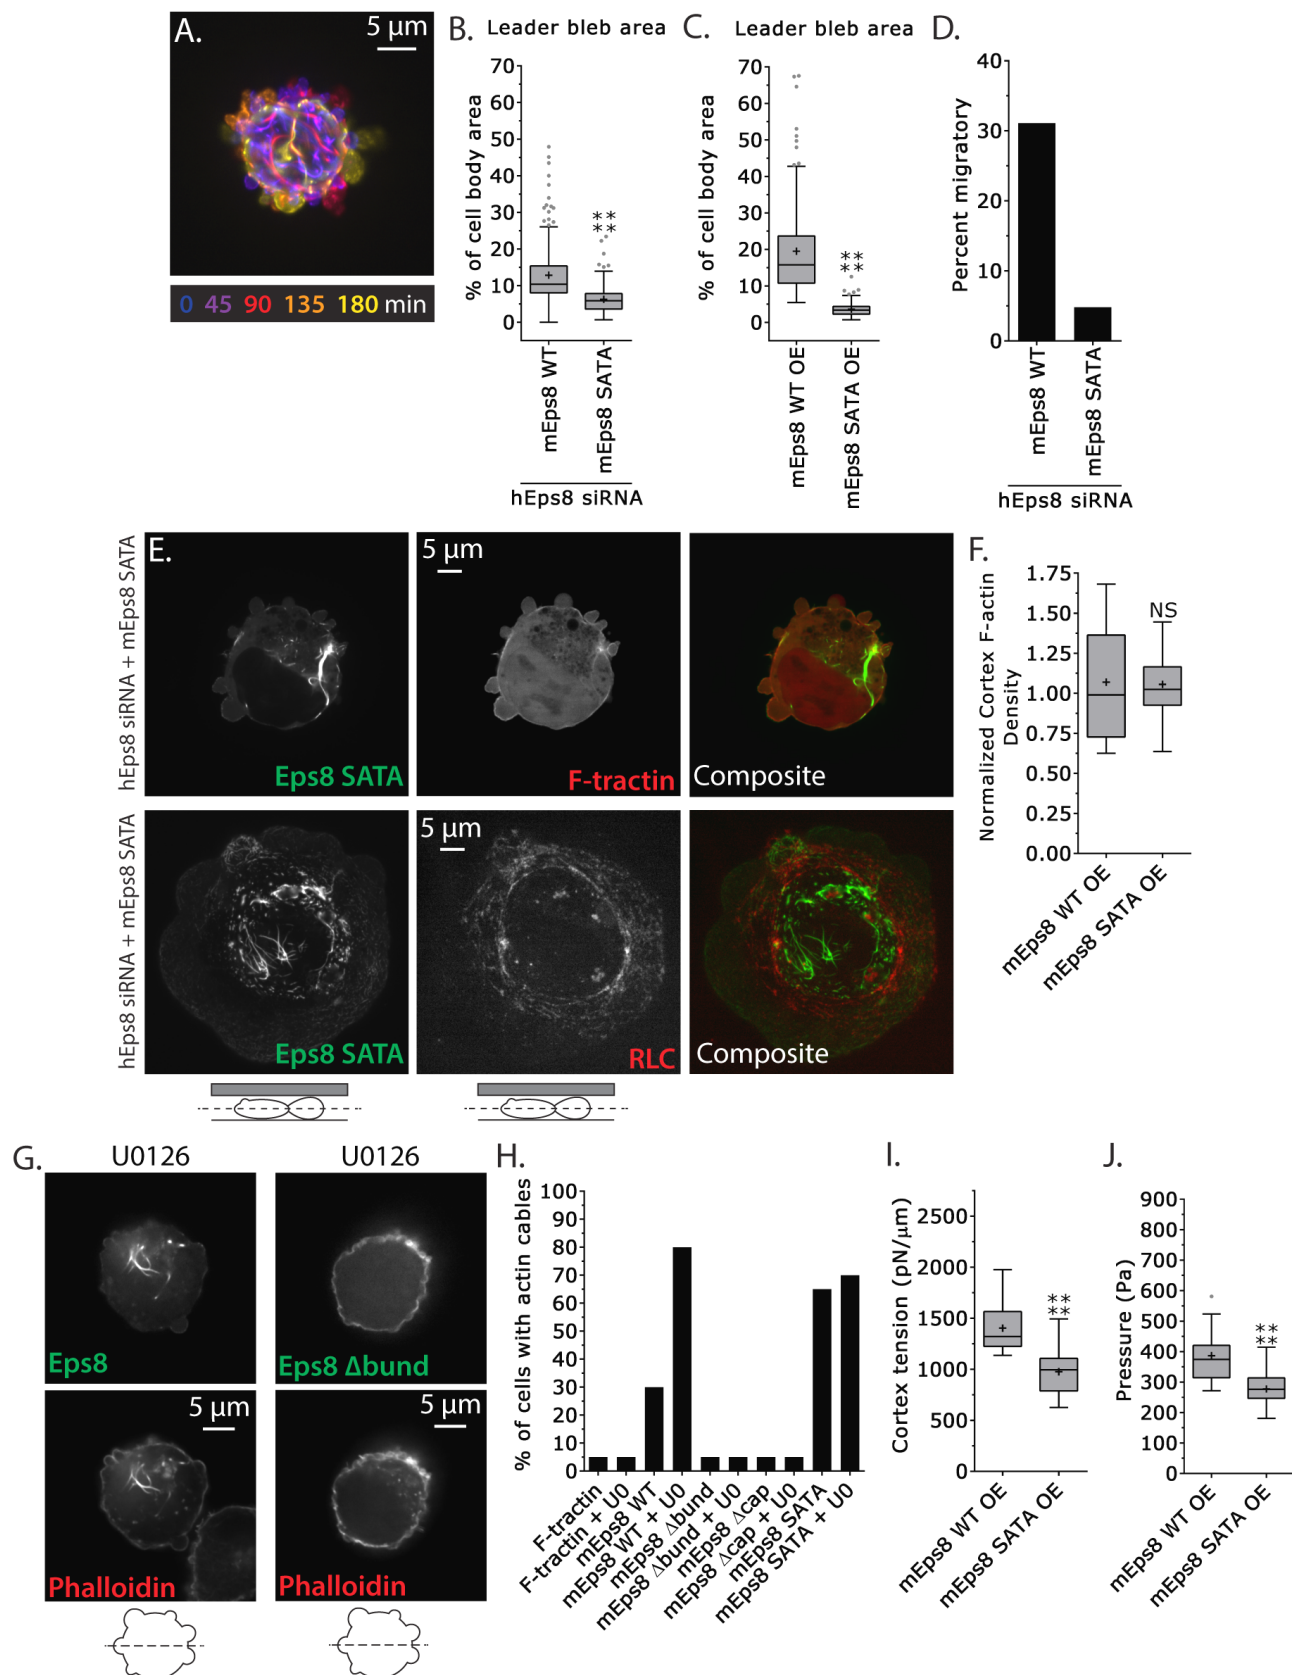 A.
5 μm
0 45 90 135 180 min
B.
Leader bleb area
% of cell body area
70
60
50
40
30
20
10
0
**
**
mEps8 WT
mEps8 SATA
hEps8 siRNA
C.
Leader bleb area
% of cell body area
70
60
50
40
30
20
10
0
**
**
mEps8 WT OE
mEps8 SATA OE
D.
Percent migratory
40
30
20
10
0
mEps8 WT
mEps8 SATA
hEps8 siRNA
E.
hEps8 siRNA + mEps8 SATA
Eps8 SATA
5 μm
F-tractin
Composite
hEps8 siRNA + mEps8 SATA
Eps8 SATA
5 μm
RLC
Composite
F.
Normalized Cortex F-actin
Density
1.75
1.50
1.25
1.00
0.75
0.50
0.25
0.00
NS
mEps8 WT OE
mEps8 SATA OE
G.
U0126
U0126
Eps8
Eps8 Δbund
5 μm
5 μm
Phalloidin
Phalloidin
H.
% of cells with actin cables
100
90
80
70
60
50
40
30
20
10
0
F-tractin
F-tractin + U0
mEps8 WT
mEps8 WT + U0
mEps8 Δbund
mEps8 Δbund + U0
mEps8 Δcap
mEps8 Δcap + U0
mEps8 SATA
mEps8 SATA + U0
I.
Cortex tension (pN/μm)
2500
2000
1500
1000
500
0
**
**
mEps8 WT OE
mEps8 SATA OE
J.
Pressure (Pa)
900
800
700
600
500
400
300
200
100
0
**
**
mEps8 WT OE
mEps8 SATA OE